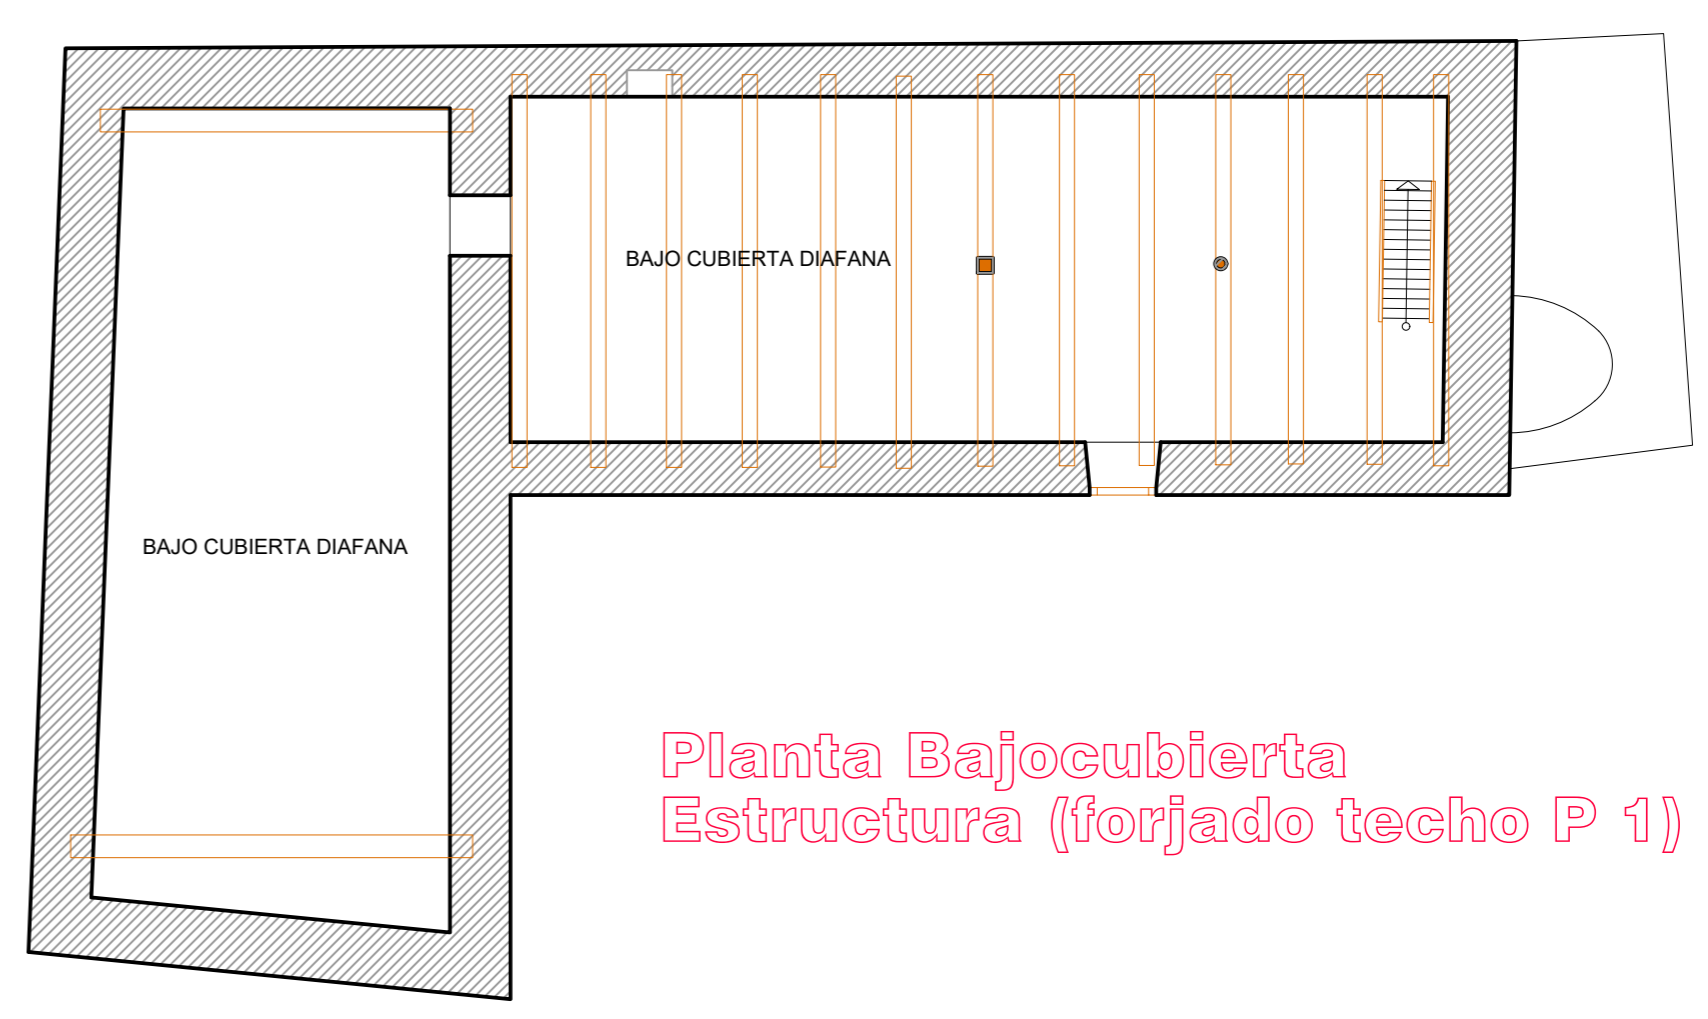 BAJO CUBIERTA DIAFANA
BAJO CUBIERTA DIAFANA
Planta Bajocubierta
Estructura (forjado techo P 1)